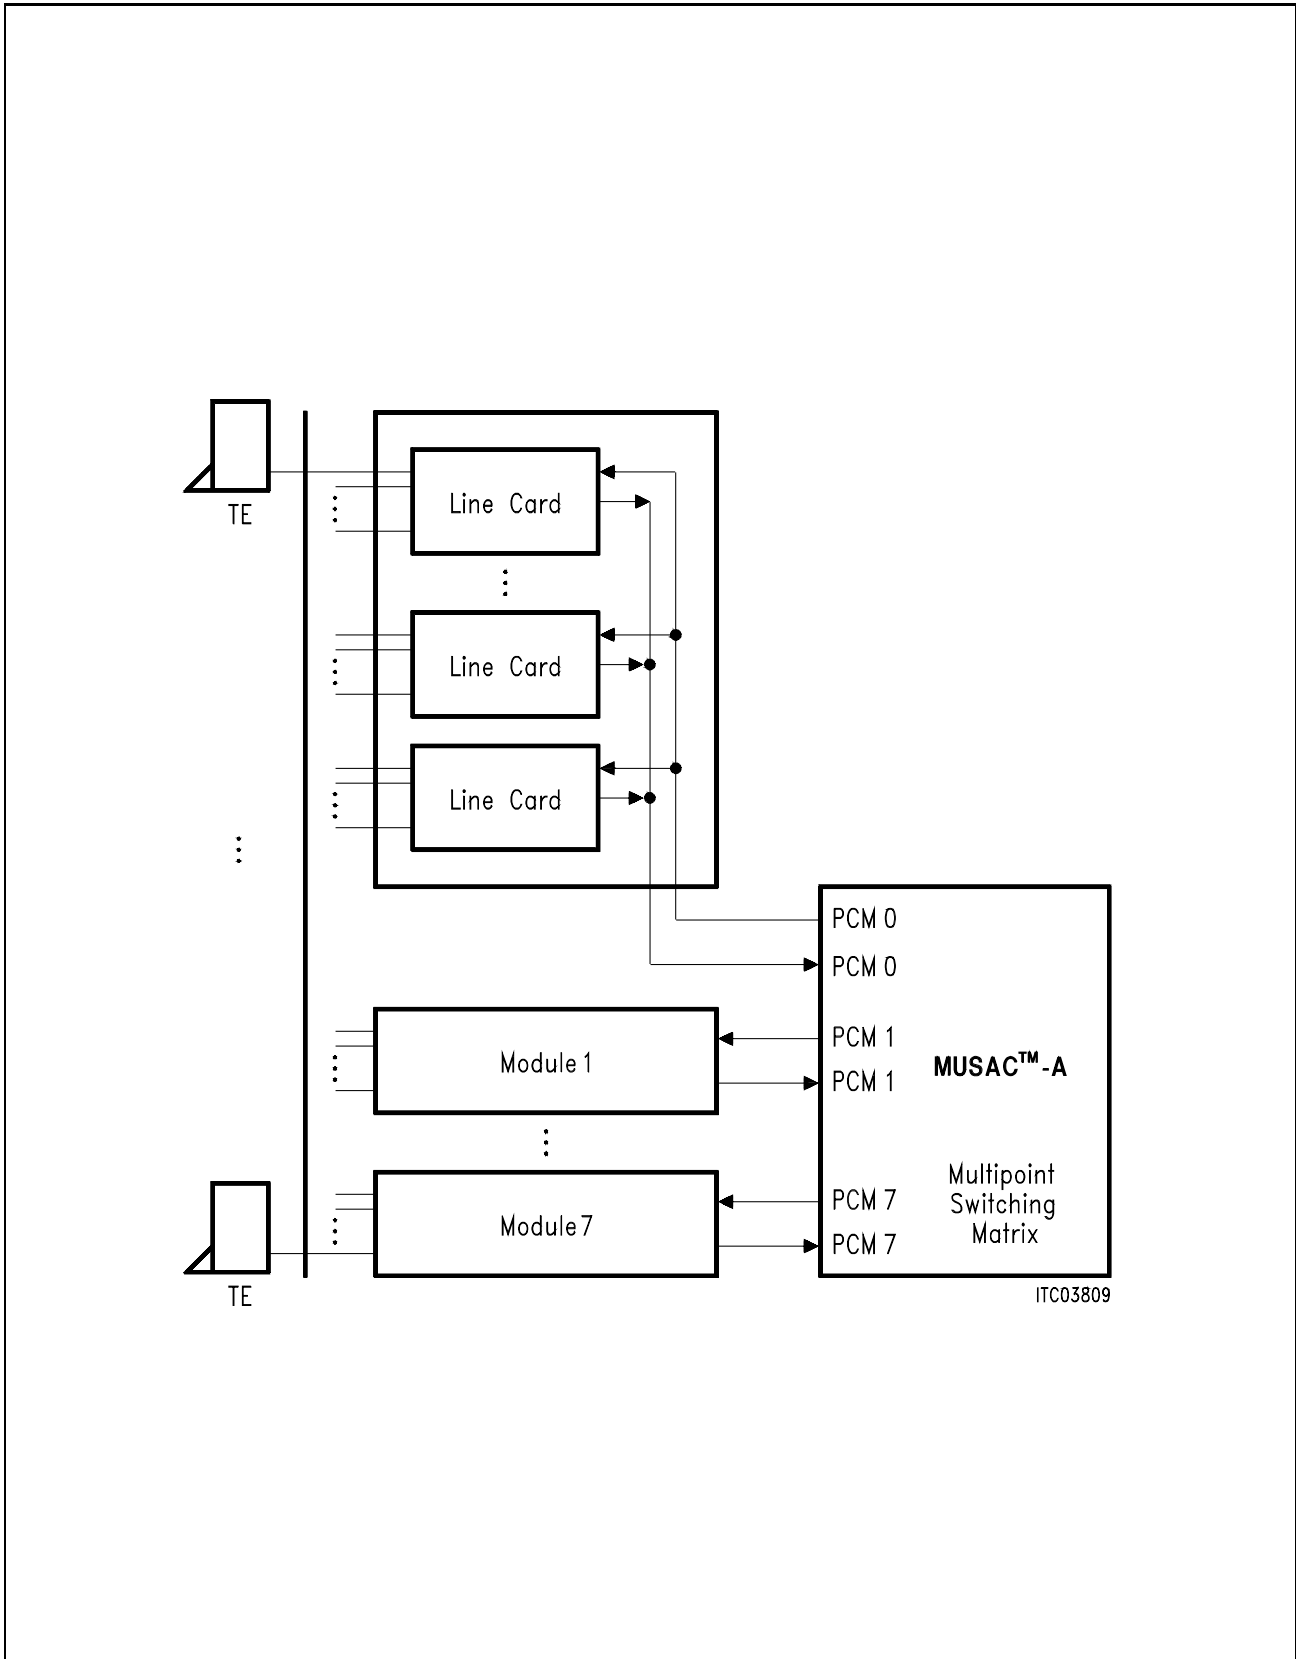 TE
Line Card
Line Card
Line Card
PCM 0
PCM 0
Module 1
PCM 1
PCM 1
MUSAC™-A
Module 7
PCM 7
PCM 7
Multipoint
Switching
Matrix
TE
ITC03809